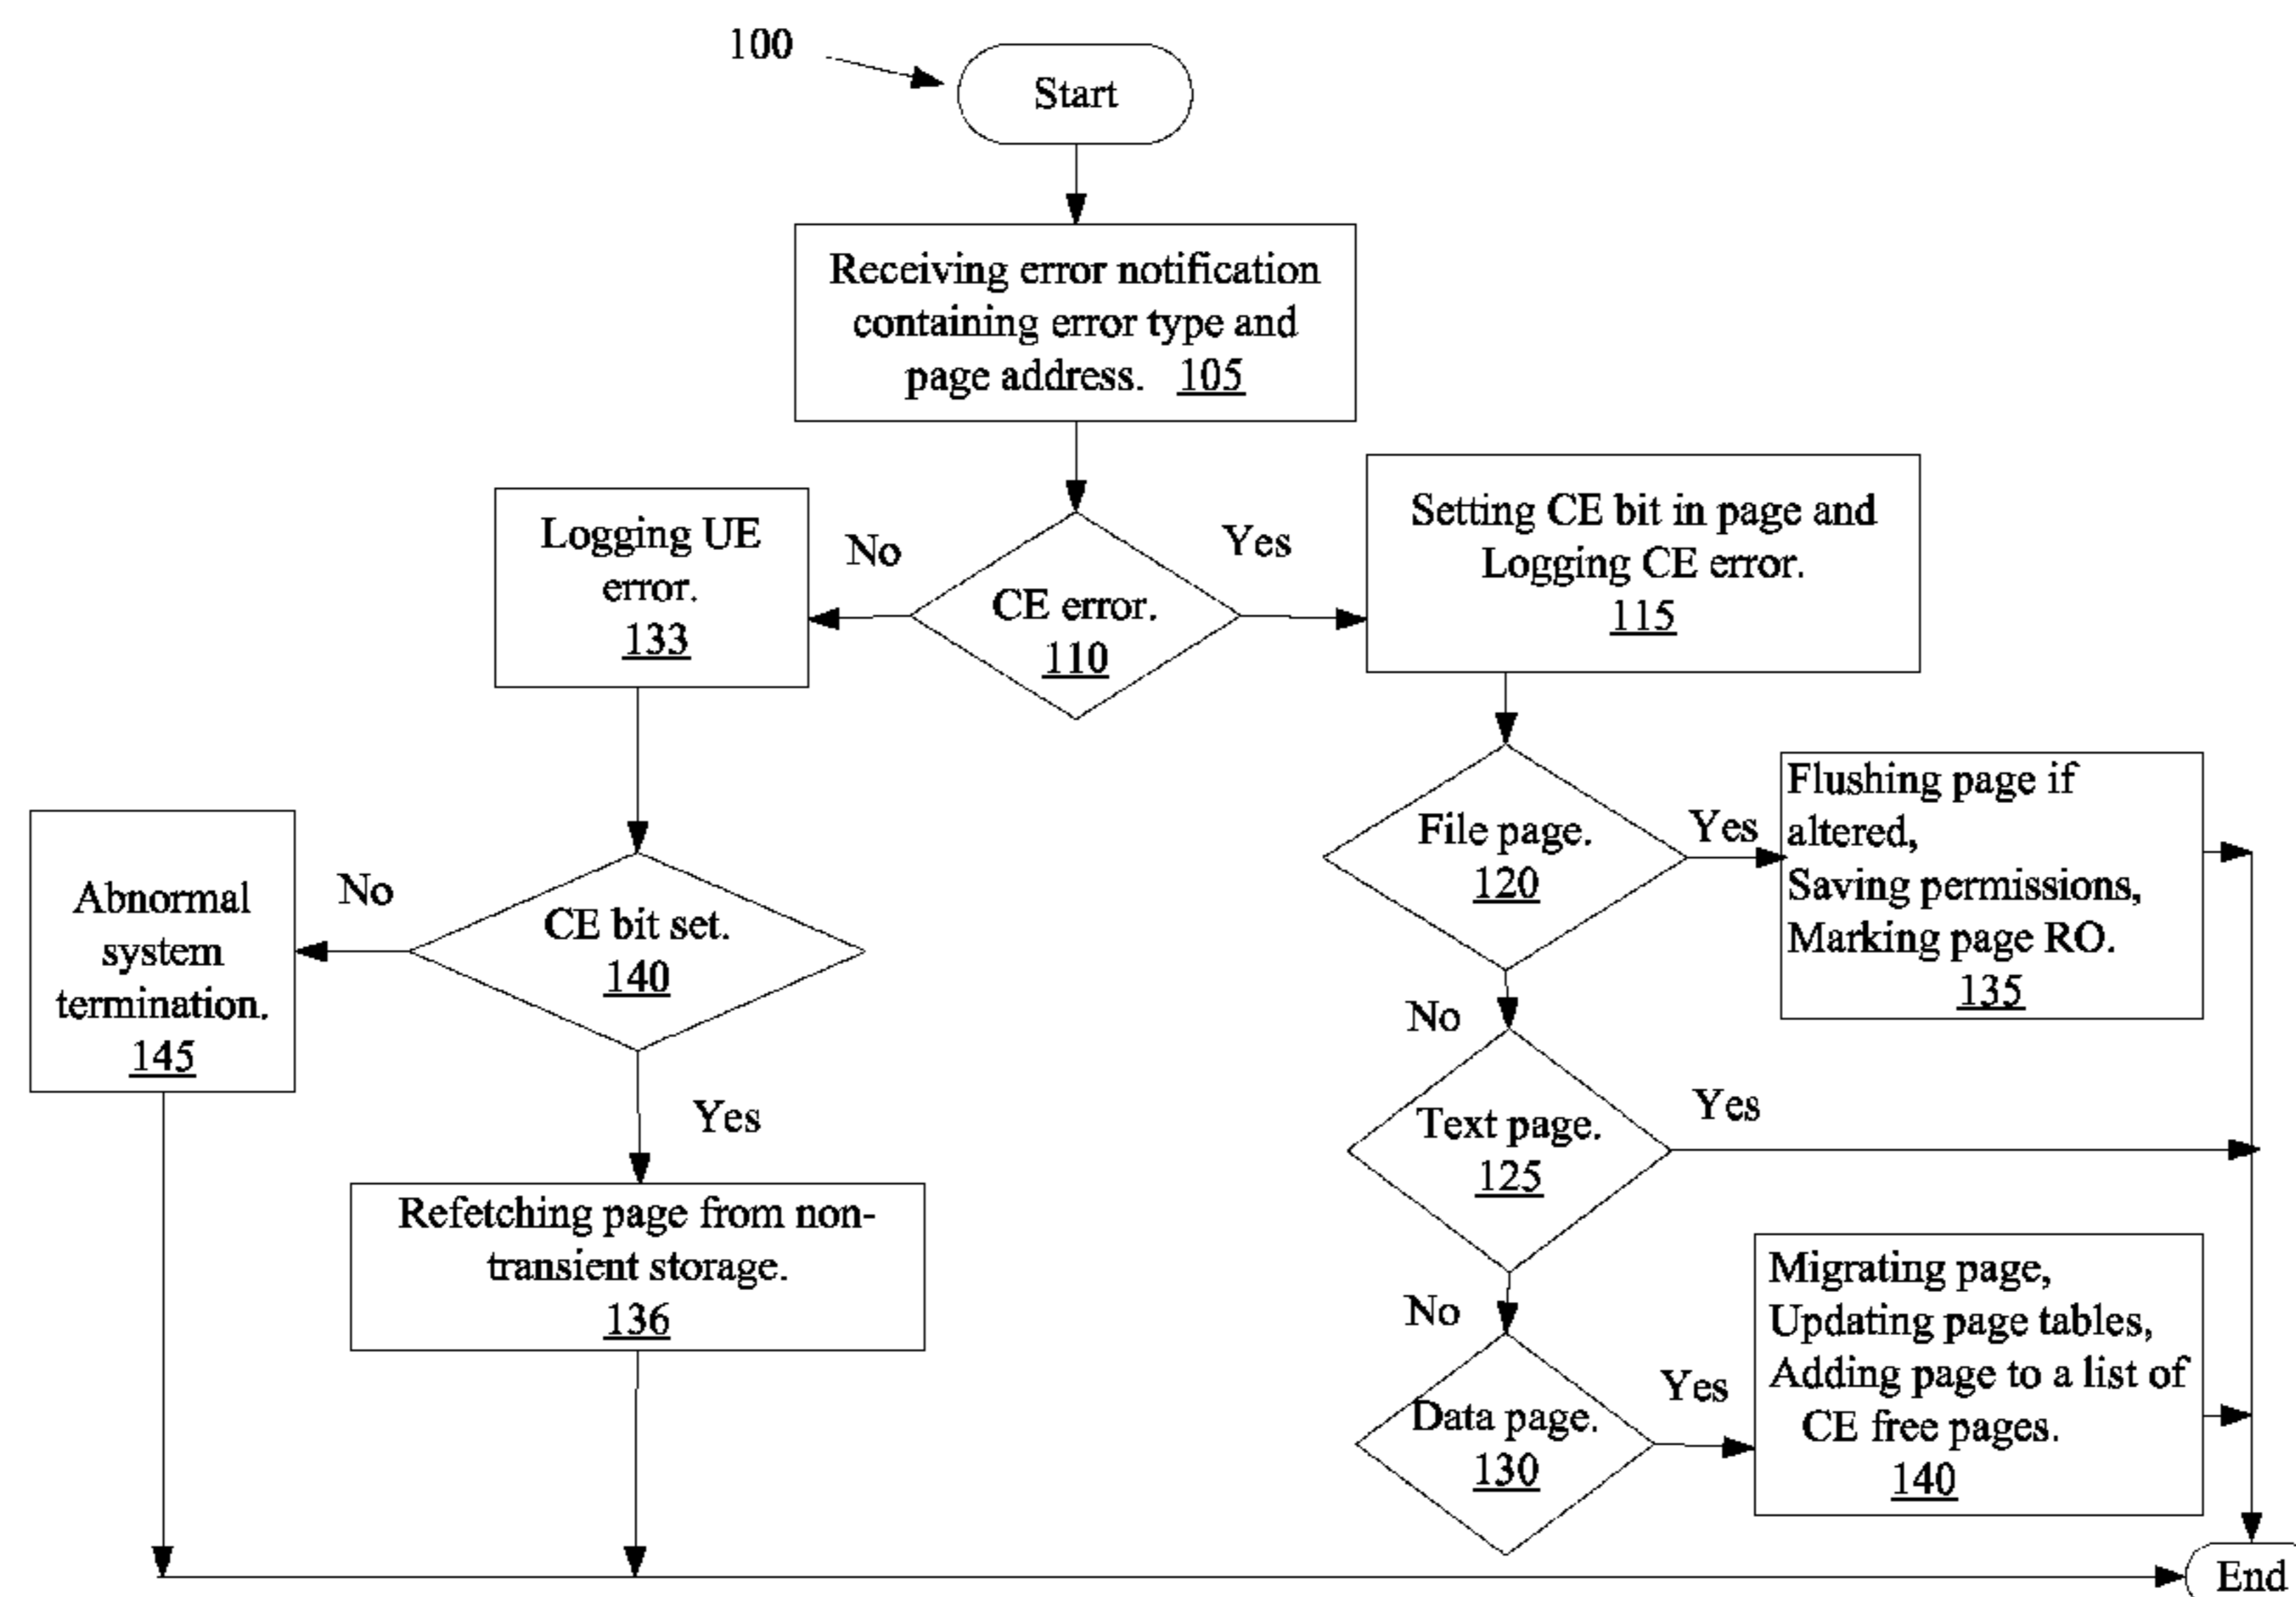 100
Start
Receiving error notification
containing error type and
page address. 105
Logging UE
error.
133
No
CE error.
110
Yes
Setting CE bit in page and
Logging CE error.
115
File page.
120
Yes
Flushing page if
altered,
Saving permissions,
Marking page RO.
135
Abnormal
system
termination.
145
No
CE bit set.
140
Yes
No
Text page.
125
Yes
Refetching page from non-
transient storage.
136
No
Data page.
130
Yes
Migrating page,
Updating page tables,
Adding page to a list of
CE free pages.
140
End